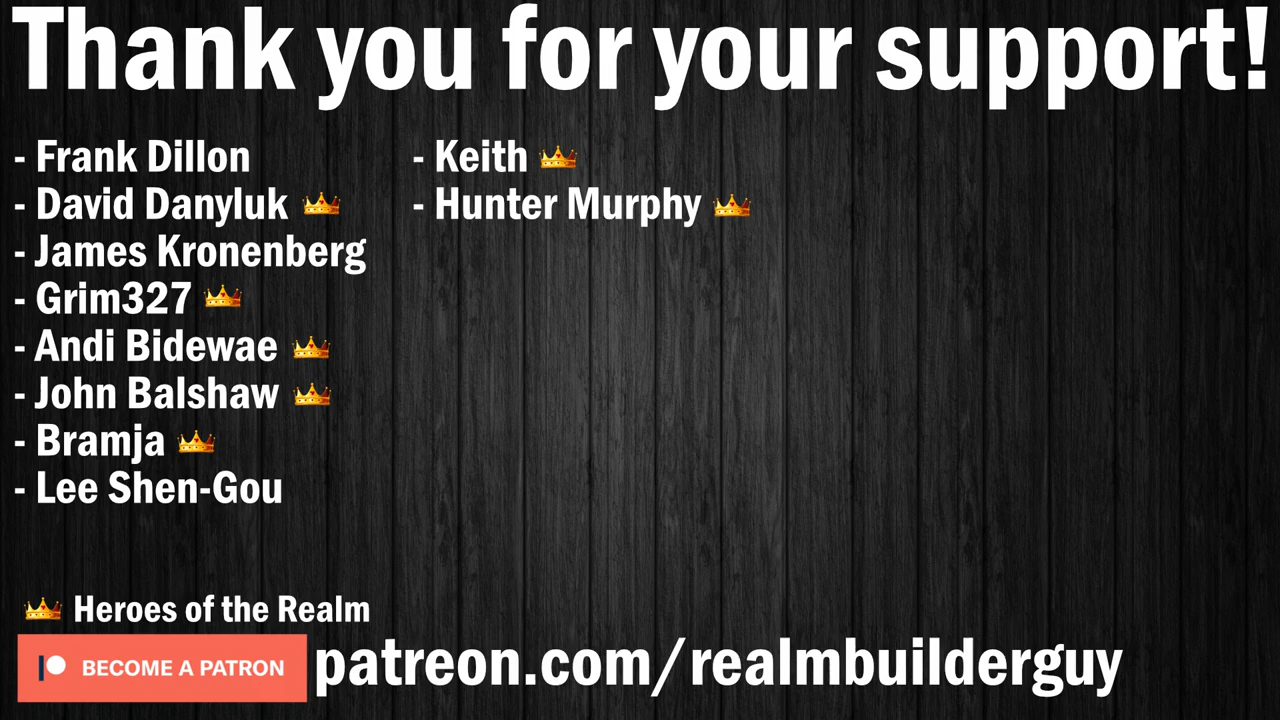 Thank you for your support!
- Frank Dillon
- David Danyluk 👑
- James Kronenberg
- Grim327 👑
- Andi Bidewae 👑
- John Balshaw 👑
- Bramja 👑
- Lee Shen-Gou
- Keith 👑
- Hunter Murphy 👑
👑 Heroes of the Realm
BECOME A PATRON patreon.com/realmbuilderguy